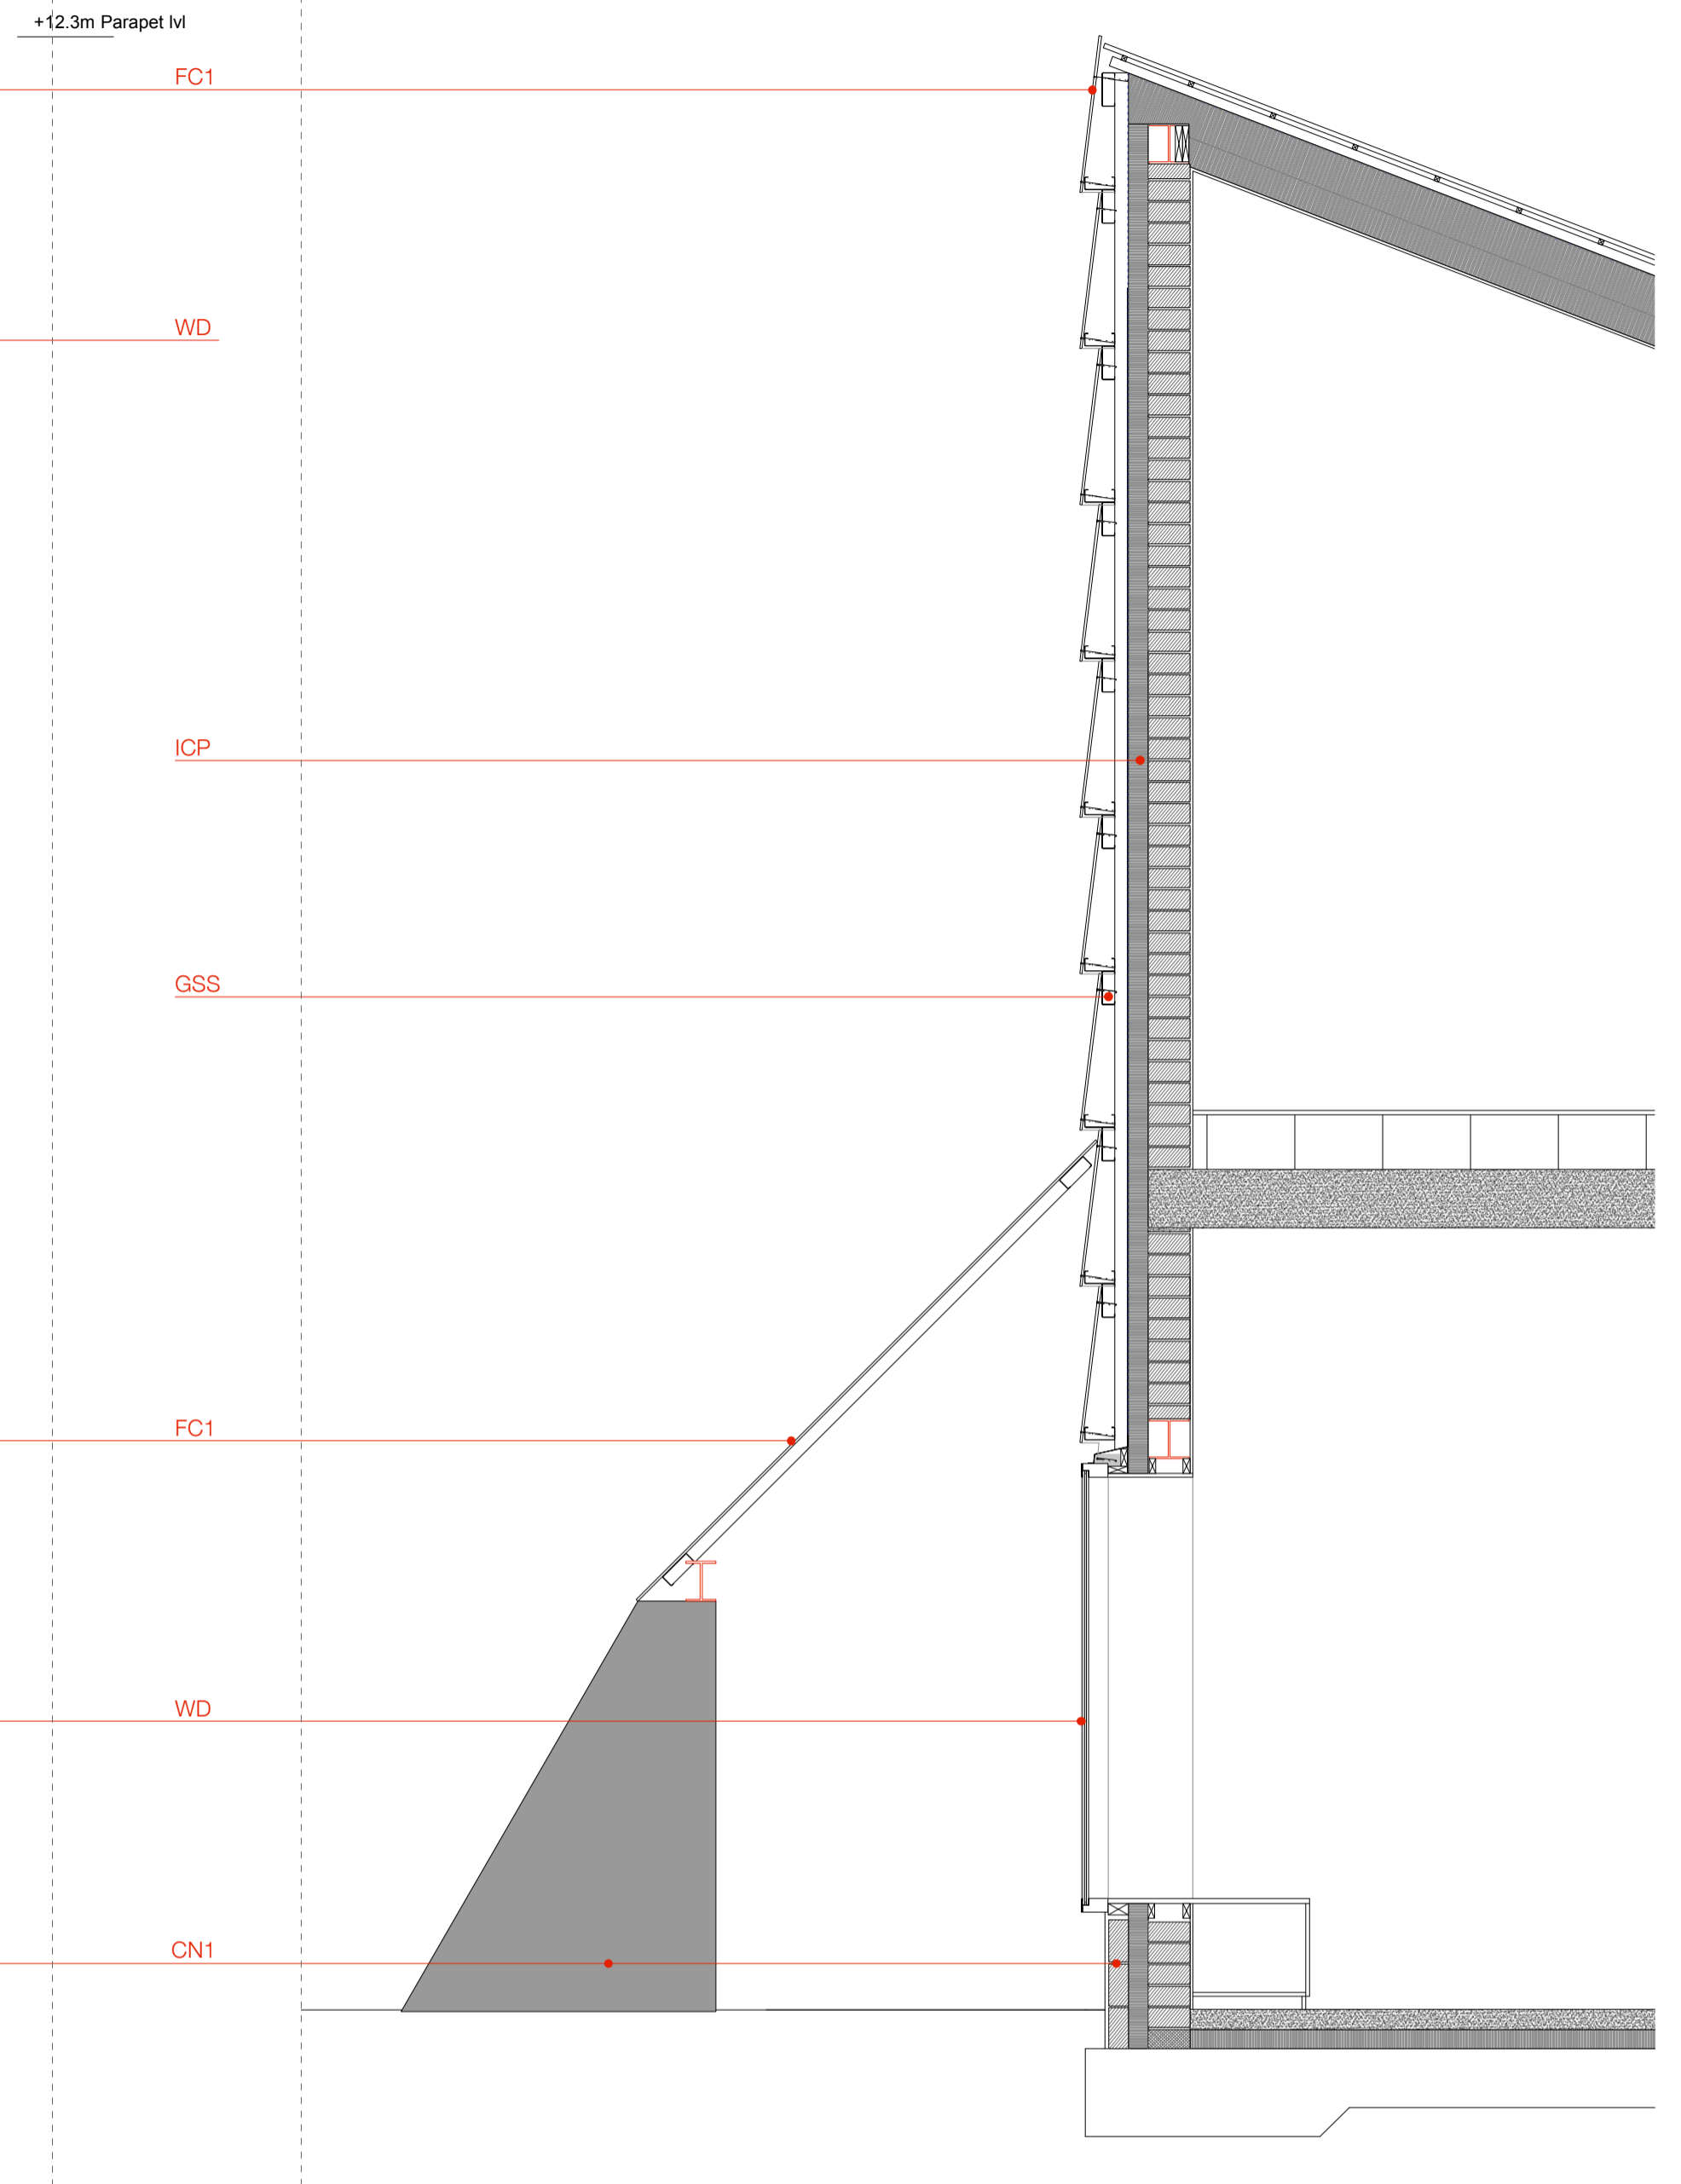 +12.3m Parapet lvl
FC1
WD
ICP
GSS
FC1
WD
CN1